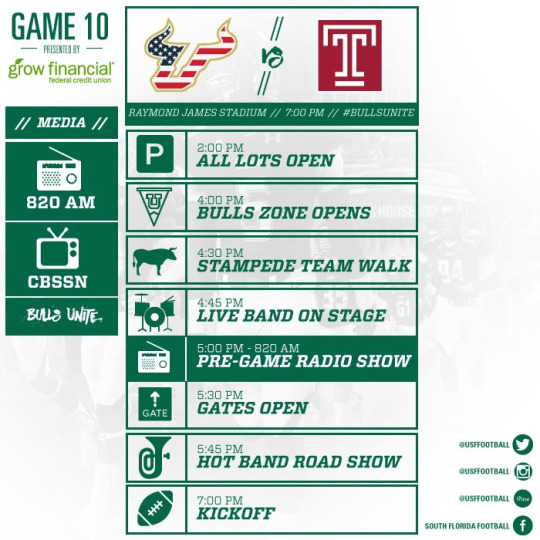 GAME 10
PRESENTED BY
grow financial
federal credit union
// MEDIA //
820 AM
CBSSN
BULLS UNITE
vs
T
RAYMOND JAMES STADIUM // 7:00 PM // #BULLSUNITE
P
2:00 PM
ALL LOTS OPEN
4:00 PM
BULLS ZONE OPENS
4:30 PM
STAMPEDE TEAM WALK
4:45 PM
LIVE BAND ON STAGE
5:00 PM - 820 AM
PRE-GAME RADIO SHOW
GATE
5:30 PM
GATES OPEN
5:45 PM
HOT BAND ROAD SHOW
7:00 PM
KICKOFF
@USFFOOTBALL
@USFFOOTBALL
@USFFOOTBALL
Vine
SOUTH FLORIDA FOOTBALL
f